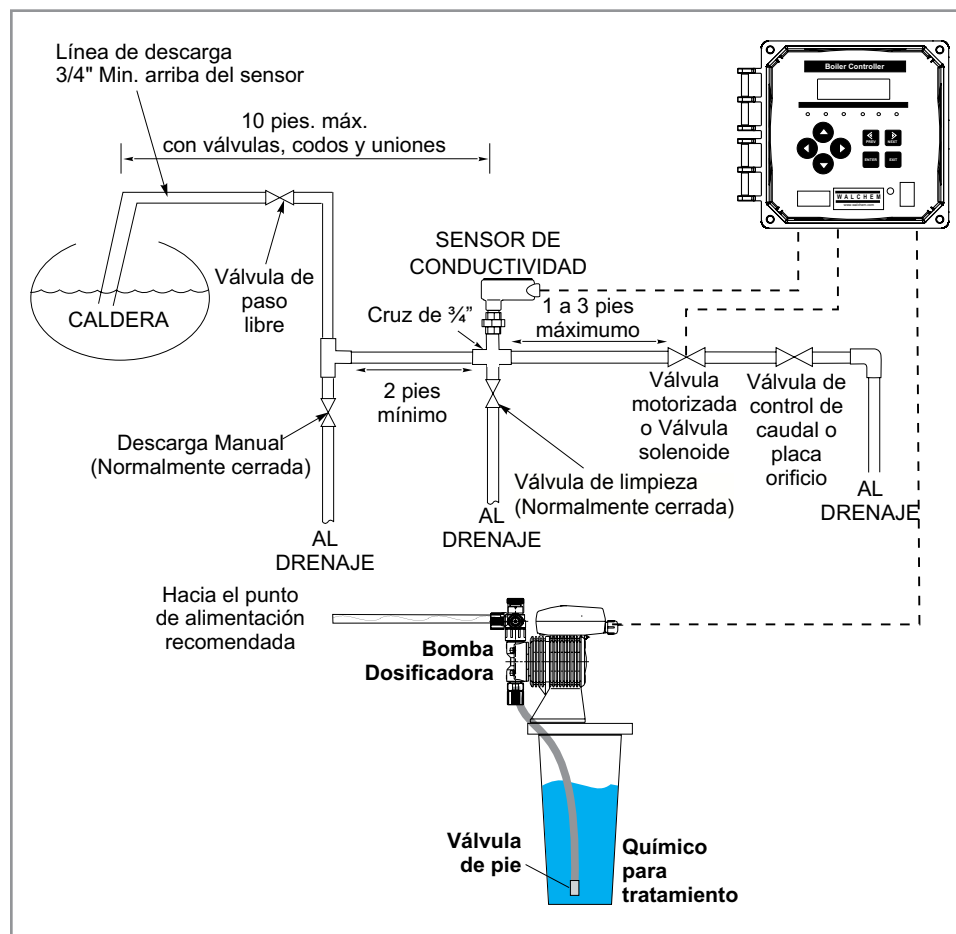 Línea de descarga
3/4" Min. arriba del sensor
10 pies. máx.
con válvulas, codos y uniones
Boiler Controller
PREV
NEXT
ENTER
EXIT
WALCHEM
www.walchem.com
SENSOR DE
CONDUCTIVIDAD
Válvula de
paso
libre
CALDERA
Cruz de ¾”
1 a 3 pies
máximumo
2 pies
mínimo
Válvula
motorizada
o Válvula
solenoide
Válvula de
control de
caudal o
placa
orificio
Descarga Manual
(Normalmente cerrada)
Válvula de limpieza
(Normalmente cerrada)
AL
DRENAJE
AL
DRENAJE
AL
DRENAJE
Hacia el punto
de alimentación
recomendada
Bomba
Dosificadora
Válvula
de pie
Químico
para
tratamiento